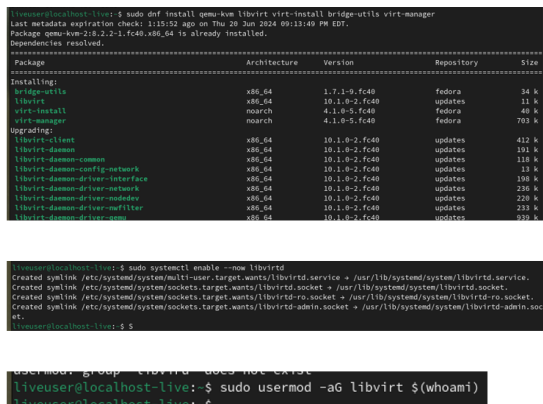 liveuser@localhost-live:~$ sudo dnf install qemu-kvm libvirt virt-install bridge-utils virt-manager
Last metadata expiration check: 1:15:52 ago on Thu 20 Jun 2024 09:13:49 PM EDT.
Package qemu-kvm-2:8.2.2-1.fc40.x86_64 is already installed.
Dependencies resolved.
Package Architecture Version Repository Size
Installing:
bridge-utils x86_64 1.7.1-9.fc40 fedora 34 k
libvirt x86_64 10.1.0-2.fc40 updates 11 k
virt-install noarch 4.1.0-5.fc40 fedora 40 k
virt-manager noarch 4.1.0-5.fc40 fedora 703 k
Upgrading:
libvirt-client x86_64 10.1.0-2.fc40 updates 412 k
libvirt-daemon x86_64 10.1.0-2.fc40 updates 191 k
libvirt-daemon-common x86_64 10.1.0-2.fc40 updates 118 k
libvirt-daemon-config-network x86_64 10.1.0-2.fc40 updates 13 k
libvirt-daemon-driver-interface x86_64 10.1.0-2.fc40 updates 198 k
libvirt-daemon-driver-network x86_64 10.1.0-2.fc40 updates 236 k
libvirt-daemon-driver-nodedev x86_64 10.1.0-2.fc40 updates 220 k
libvirt-daemon-driver-nwfilter x86_64 10.1.0-2.fc40 updates 233 k
libvirt-daemon-driver-qemu x86_64 10.1.0-2.fc40 updates 939 k
liveuser@localhost-live:~$ sudo systemctl enable --now libvirtd
Created symlink /etc/systemd/system/multi-user.target.wants/libvirtd.service → /usr/lib/systemd/system/libvirtd.service.
Created symlink /etc/systemd/system/sockets.target.wants/libvirtd.socket → /usr/lib/systemd/system/libvirtd.socket.
Created symlink /etc/systemd/system/sockets.target.wants/libvirtd-ro.socket → /usr/lib/systemd/system/libvirtd-ro.socket.
Created symlink /etc/systemd/system/sockets.target.wants/libvirtd-admin.socket → /usr/lib/systemd/system/libvirtd-admin.soc
et.
liveuser@localhost-live:~$ S
usermod: group does not exist
liveuser@localhost-live:~$ sudo usermod -aG libvirt $(whoami)
liveuser@localhost-live:~$